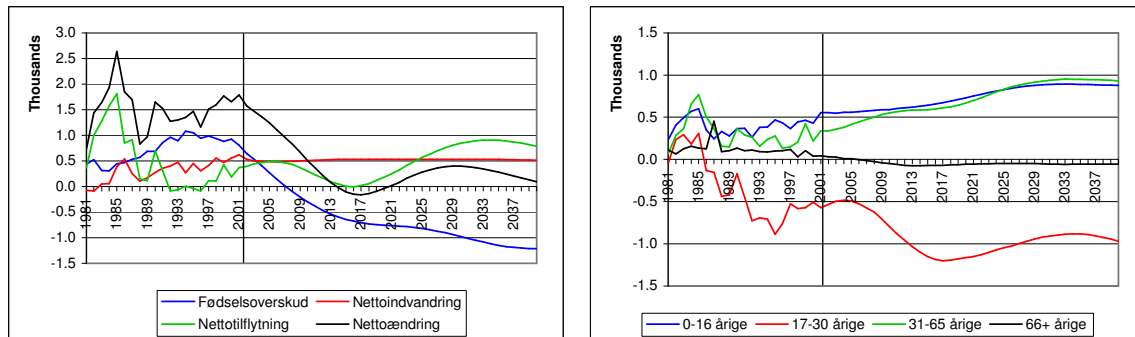 Thousands
3.0
2.5
2.0
1.5
1.0
0.5
0.0
-0.5
-1.0
-1.5
1981 1985 1989 1993 1997 2001 2005 2009 2013 2017 2021 2025 2029 2033 2037
Fødselsoverskud Nettoindvandring
Nettotilflytning Nettoændring
Thousands
1.5
1.0
0.5
0.0
-0.5
-1.0
-1.5
1981 1985 1989 1993 1997 2001 2005 2009 2013 2017 2021 2025 2029 2033 2037
0-16 årige 17-30 årige 31-65 årige 66+ årige